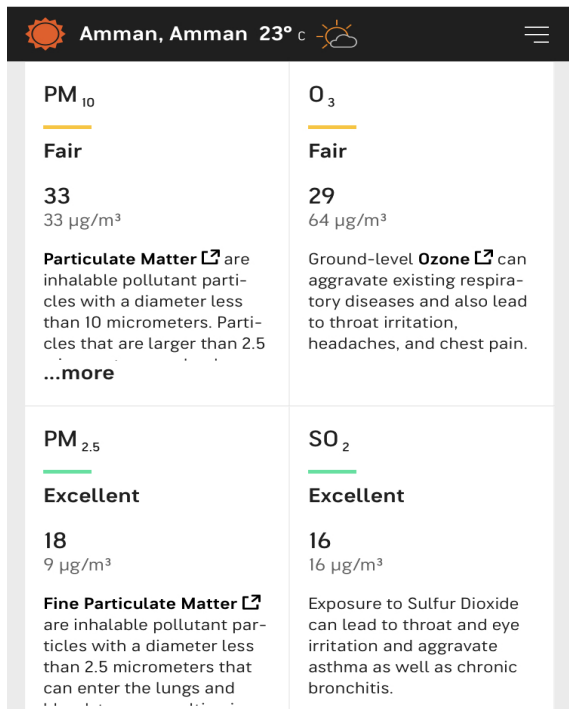 Amman, Amman 23° c
PM 10
Fair
33
33 µg/m³
Particulate Matter are
inhalable pollutant parti-
cles with a diameter less
than 10 micrometers. Parti-
cles that are larger than 2.5
...more
O 3
Fair
29
64 µg/m³
Ground-level Ozone can
aggravate existing respira-
tory diseases and also lead
to throat irritation,
headaches, and chest pain.
PM 2.5
Excellent
18
9 µg/m³
Fine Particulate Matter
are inhalable pollutant par-
ticles with a diameter less
than 2.5 micrometers that
can enter the lungs and
SO 2
Excellent
16
16 µg/m³
Exposure to Sulfur Dioxide
can lead to throat and eye
irritation and aggravate
asthma as well as chronic
bronchitis.